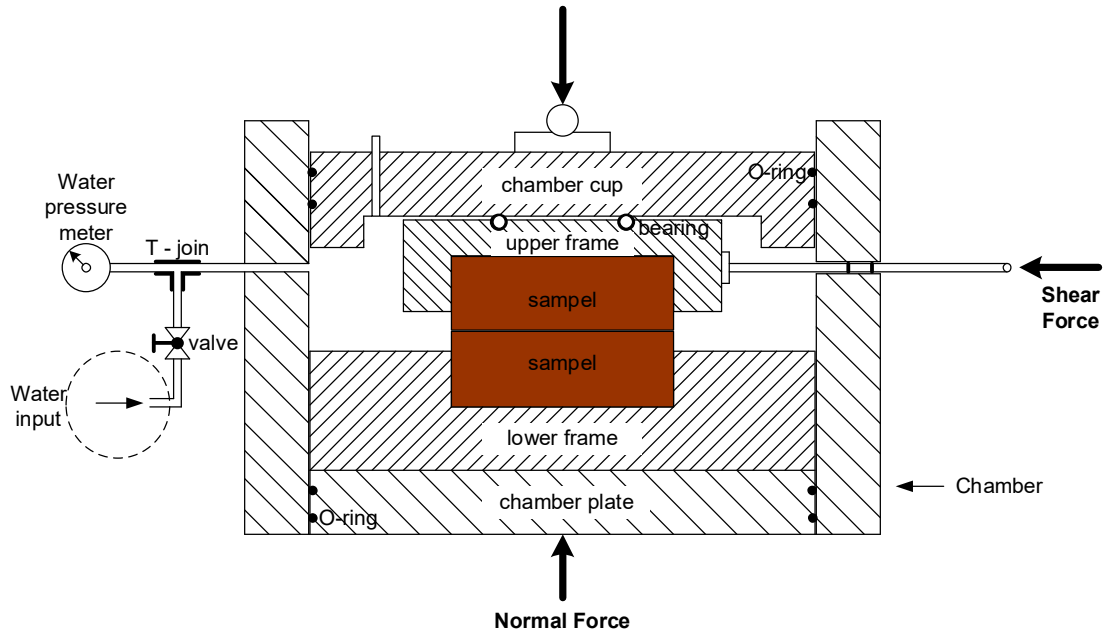 Water
pressure
meter
T - join
valve
Water
input
chamber cup
O-ring
bearing
upper frame
sampel
sampel
lower frame
chamber plate
O-ring
Shear
Force
Chamber
Normal Force